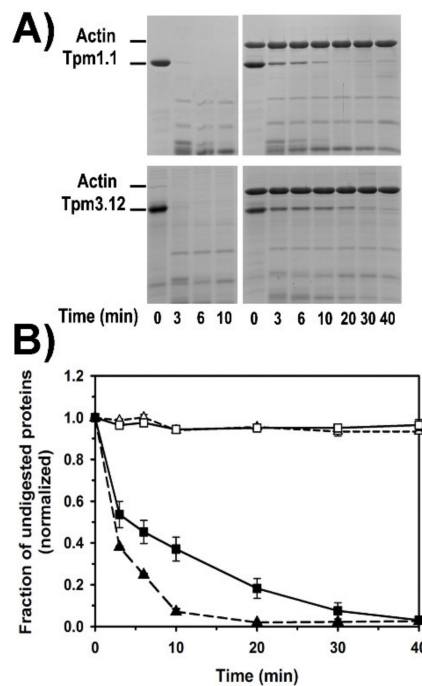 A)
Actin
Tpm1.1
Actin
Tpm3.12
Time (min) 0 3 6 10 0 3 6 10 20 30 40
B)
Fraction of undigested proteins
(normalized)
1.2
1.0
0.8
0.6
0.4
0.2
0.0
0 10 20 30 40
Time (min)